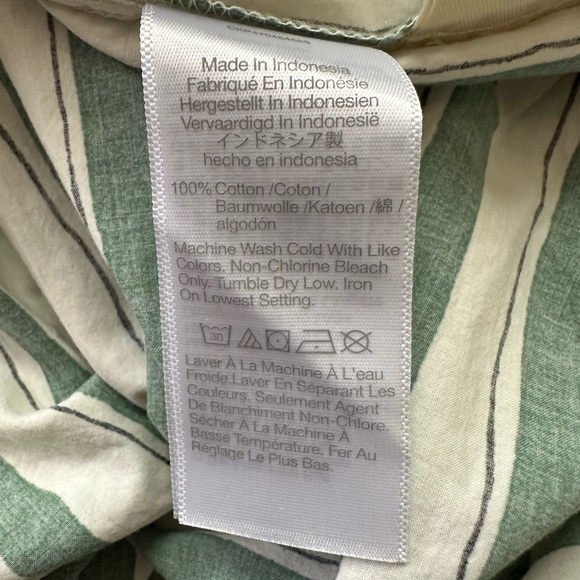 Made In Indonesia
Fabriqué En Indonésie
Hergestellt In Indonesien
Vervaardigd In Indonesië
インドネシア製
hecho en indonesia
100% Cotton /Coton /
Baumwolle /Katoen /綿 /
algodón
Machine Wash Cold With Like
Colors. Non-Chlorine Bleach
Only. Tumble Dry Low. Iron
On Lowest Setting.
30
Laver À La Machine À L'eau
Froide Laver En Séparant Les
Couleurs. Seulement Agent
De Blanchiment Non-Chlore.
Sécher À La Machine À
Basse Température. Fer Au
Réglage Le Plus Bas.